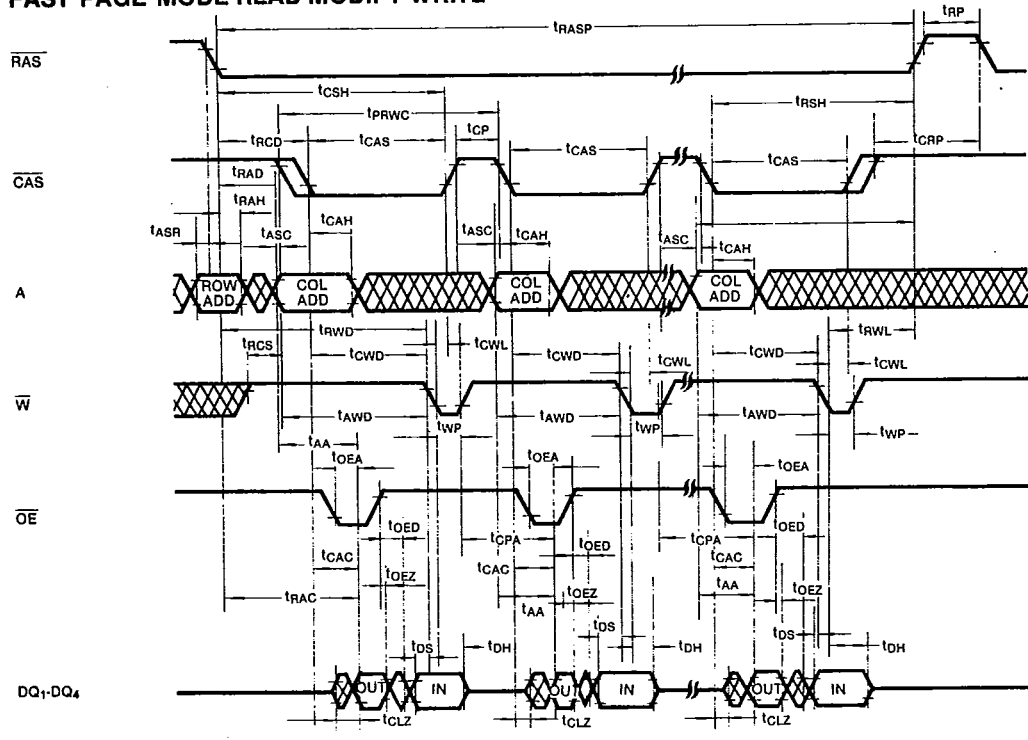 FAST PAGE MODE READ-MODIFY-WRITE
tRASP
tRP
RAS
tCSH
tRSH
tPRWC
tRCD
tCAS
tCP
tCAS
tCAS
tCRP
CAS
tRAD
tRAH
tASR
tASC
tCAH
tASC
tCAH
tASC
tCAH
A
ROW ADD
COL ADD
COL ADD
COL ADD
tRWD
tRWL
tRCS
tCWD
tCWL
tCWD
tCWL
tCWD
tCWL
W
tAWD
tAWD
tAWD
tWP
tWP
tWP
tAA
tOEA
tOEA
tOEA
OE
tOED
tCPA
tOED
tCPA
tOED
tCAC
tCAC
tCAC
tOEZ
tOEZ
tOEZ
tRAC
tAA
tAA
tDS
tDH
tDS
tDH
tDS
tDH
DQ1-DQ4
OUT
IN
OUT
IN
OUT
IN
tCLZ
tCLZ
tCLZ